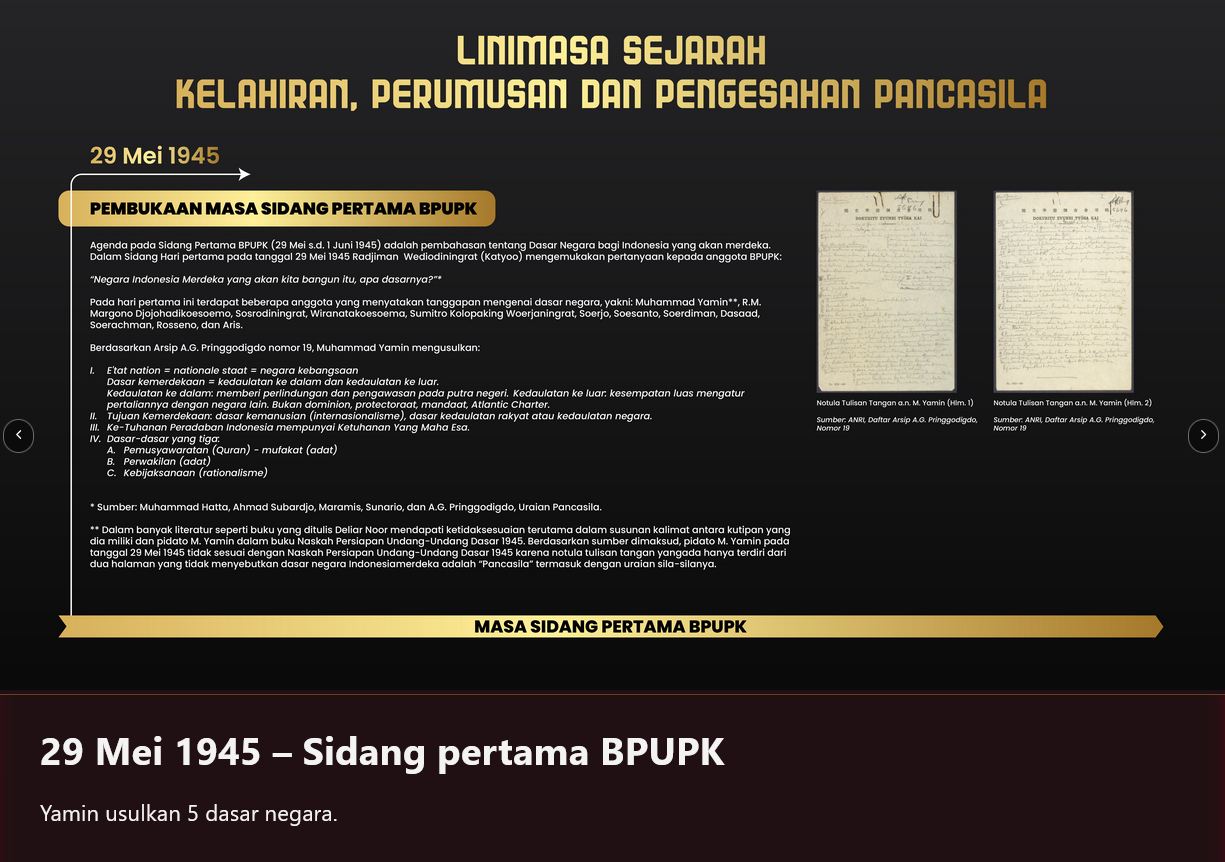 LINIMASA SEJARAH
KELAHIRAN, PERUMUSAN DAN PENGESAHAN PANCASILA
29 Mei 1945
PEMBUKAAN MASA SIDANG PERTAMA BPUPK
Agenda pada Sidang Pertama BPUPK (29 Mei s.d. 1 Juni 1945) adalah pembahasan tentang Dasar Negara bagi Indonesia yang akan merdeka.
Dalam Sidang Hari pertama pada tanggal 29 Mei 1945 Radjiman Wediodiningrat (Katyoo) mengemukakan pertanyaan kepada anggota BPUPK:
“Negara Indonesia Merdeka yang akan kita bangun itu, apa dasarnya?”*
Pada hari pertama ini terdapat beberapa anggota yang menyatakan tanggapan mengenai dasar negara, yakni: Muhammad Yamin**, R.M.
Margono Djojohadikoesoemo, Sosrodiningrat, Wiranatakoesoema, Sumitro Kolopaking Woerjaningrat, Soerjo, Soesanto, Soerdiman, Dasaad,
Soerachman, Rosseno, dan Aris.
Berdasarkan Arsip A.G. Pringgodigdo nomor 19, Muhammad Yamin mengusulkan:
I. E'tat nation = nationale staat = negara kebangsaan
Dasar kemerdekaan = kedaulatan ke dalam dan kedaulatan ke luar.
Kedaulatan ke dalam: memberi perlindungan dan pengawasan pada putra negeri. Kedaulatan ke luar: kesempatan luas mengatur
pertaliannya dengan negara lain. Bukan dominion, protectoraat, mandaat, Atlantic Charter.
II. Tujuan Kemerdekaan: dasar kemanusian (internasionalisme), dasar kedaulatan rakyat atau kedaulatan negara.
III. Ke-Tuhanan Peradaban Indonesia mempunyai Ketuhanan Yang Maha Esa.
IV. Dasar-dasar yang tiga:
A. Pemusyawaratan (Quran) - mufakat (adat)
B. Perwakilan (adat)
C. Kebijaksanaan (rationalisme)
* Sumber: Muhammad Hatta, Ahmad Subardjo, Maramis, Sunario, dan A.G. Pringgodigdo, Uraian Pancasila.
** Dalam banyak literatur seperti buku yang ditulis Deliar Noor mendapati ketidaksesuaian terutama dalam susunan kalimat antara kutipan yang
dia miliki dan pidato M. Yamin dalam buku Naskah Persiapan Undang-Undang Dasar 1945. Berdasarkan sumber dimaksud, pidato M. Yamin pada
tanggal 29 Mei 1945 tidak sesuai dengan Naskah Persiapan Undang-Undang Dasar 1945 karena notula tulisan tangan yangada hanya terdiri dari
dua halaman yang tidak menyebutkan dasar negara Indonesiamerdeka adalah “Pancasila” termasuk dengan uraian sila-silanya.
DOKURITU ZYUNBI TYOOSA KAI
DOKURITU ZYUNBI TYOOSA KAI
Notula Tulisan Tangan a.n. M. Yamin (Hlm. 1)
Sumber: ANRI, Daftar Arsip A.G. Pringgodigdo,
Nomor 19
Notula Tulisan Tangan a.n. M. Yamin (Hlm. 2)
Sumber: ANRI, Daftar Arsip A.G. Pringgodigdo,
Nomor 19
MASA SIDANG PERTAMA BPUPK
29 Mei 1945 – Sidang pertama BPUPK
Yamin usulkan 5 dasar negara.